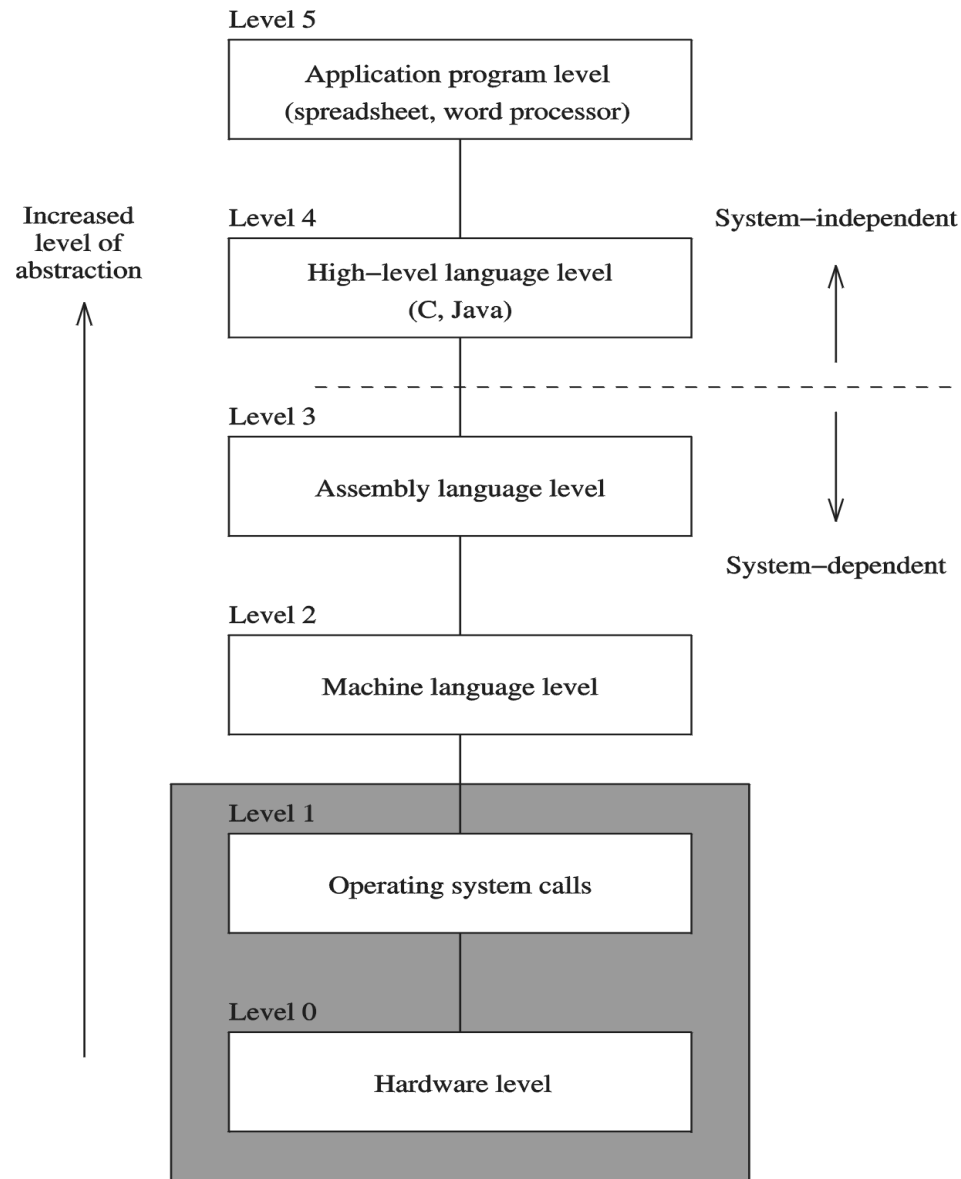 Level 5
Application program level
(spreadsheet, word processor)
Increased
level of
abstraction
Level 4
High–level language level
(C, Java)
System–independent
Level 3
Assembly language level
System–dependent
Level 2
Machine language level
Level 1
Operating system calls
Level 0
Hardware level